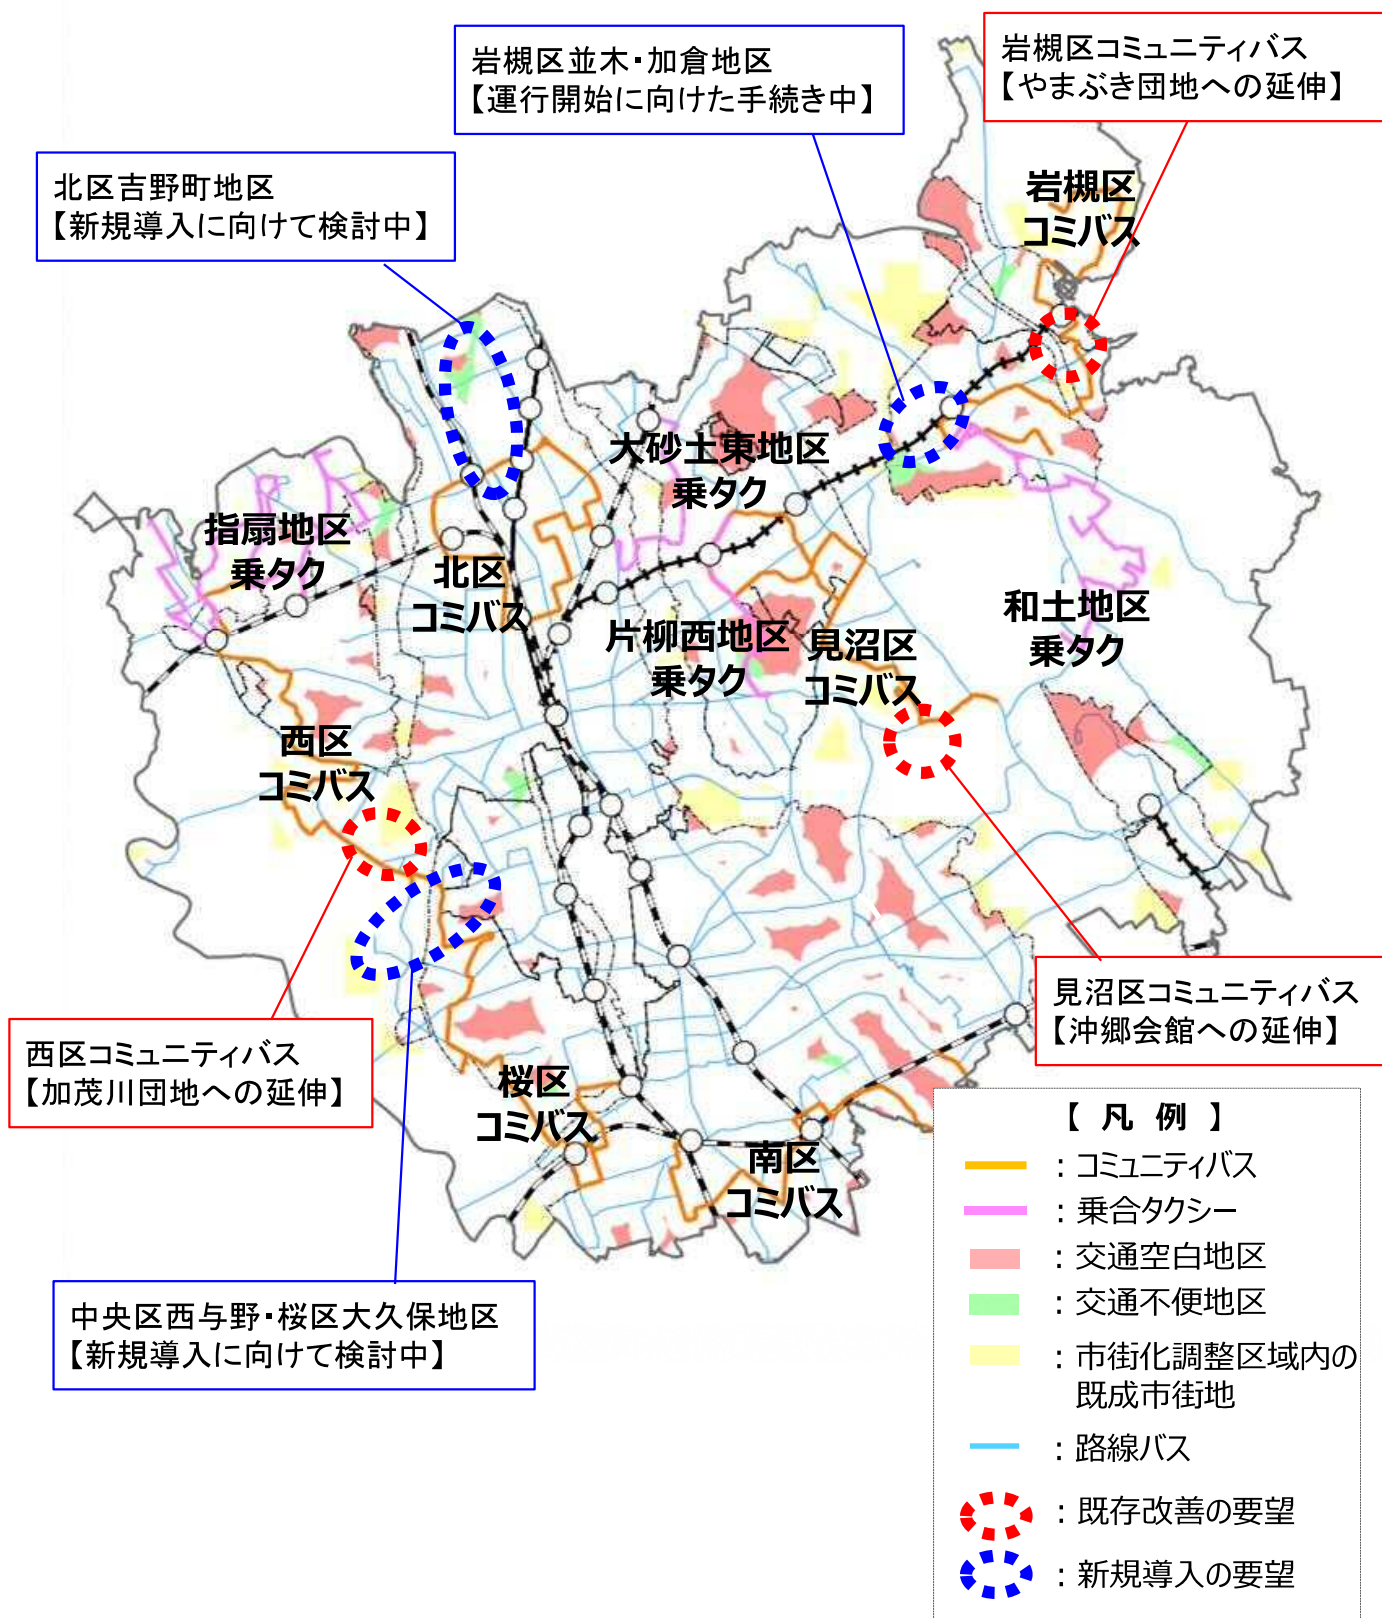 岩槻区コミュニティバス
【やまぶき団地への延伸】
岩槻区並木・加倉地区
【運行開始に向けた手続き中】
北区吉野町地区
【新規導入に向けて検討中】
岩槻区
コミバス
大砂土東地区
乗タク
指扇地区
乗タク
北区
コミバス
片柳西地区
乗タク
見沼区
コミバス
和土地区
乗タク
西区
コミバス
見沼区コミュニティバス
【沖郷会館への延伸】
西区コミュニティバス
【加茂川団地への延伸】
桜区
コミバス
南区
コミバス
中央区西与野・桜区大久保地区
【新規導入に向けて検討中】
【 凡 例 】
：コミュニティバス
：乗合タクシー
：交通空白地区
：交通不便地区
：市街化調整区域内の
既成市街地
：路線バス
：既存改善の要望
：新規導入の要望